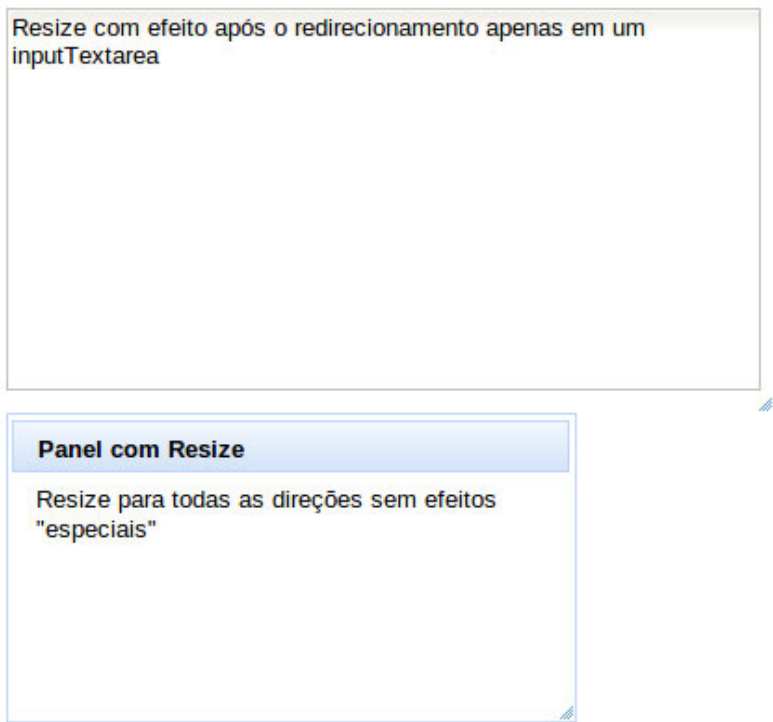 Resize com efeito após o redirecionamento apenas em um
inputTextarea
Panel com Resize
Resize para todas as direções sem efeitos
"especiais"